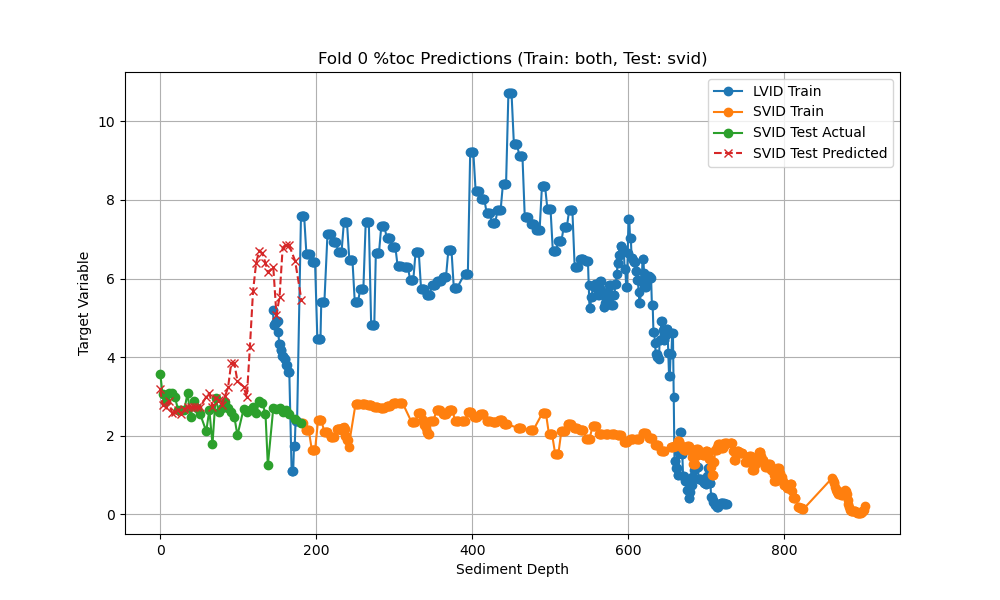 Fold 0 %toc Predictions (Train: both, Test: svid)
LVID Train
SVID Train
SVID Test Actual
SVID Test Predicted
Target Variable
10
8
6
4
2
0
0 200 400 600 800
Sediment Depth